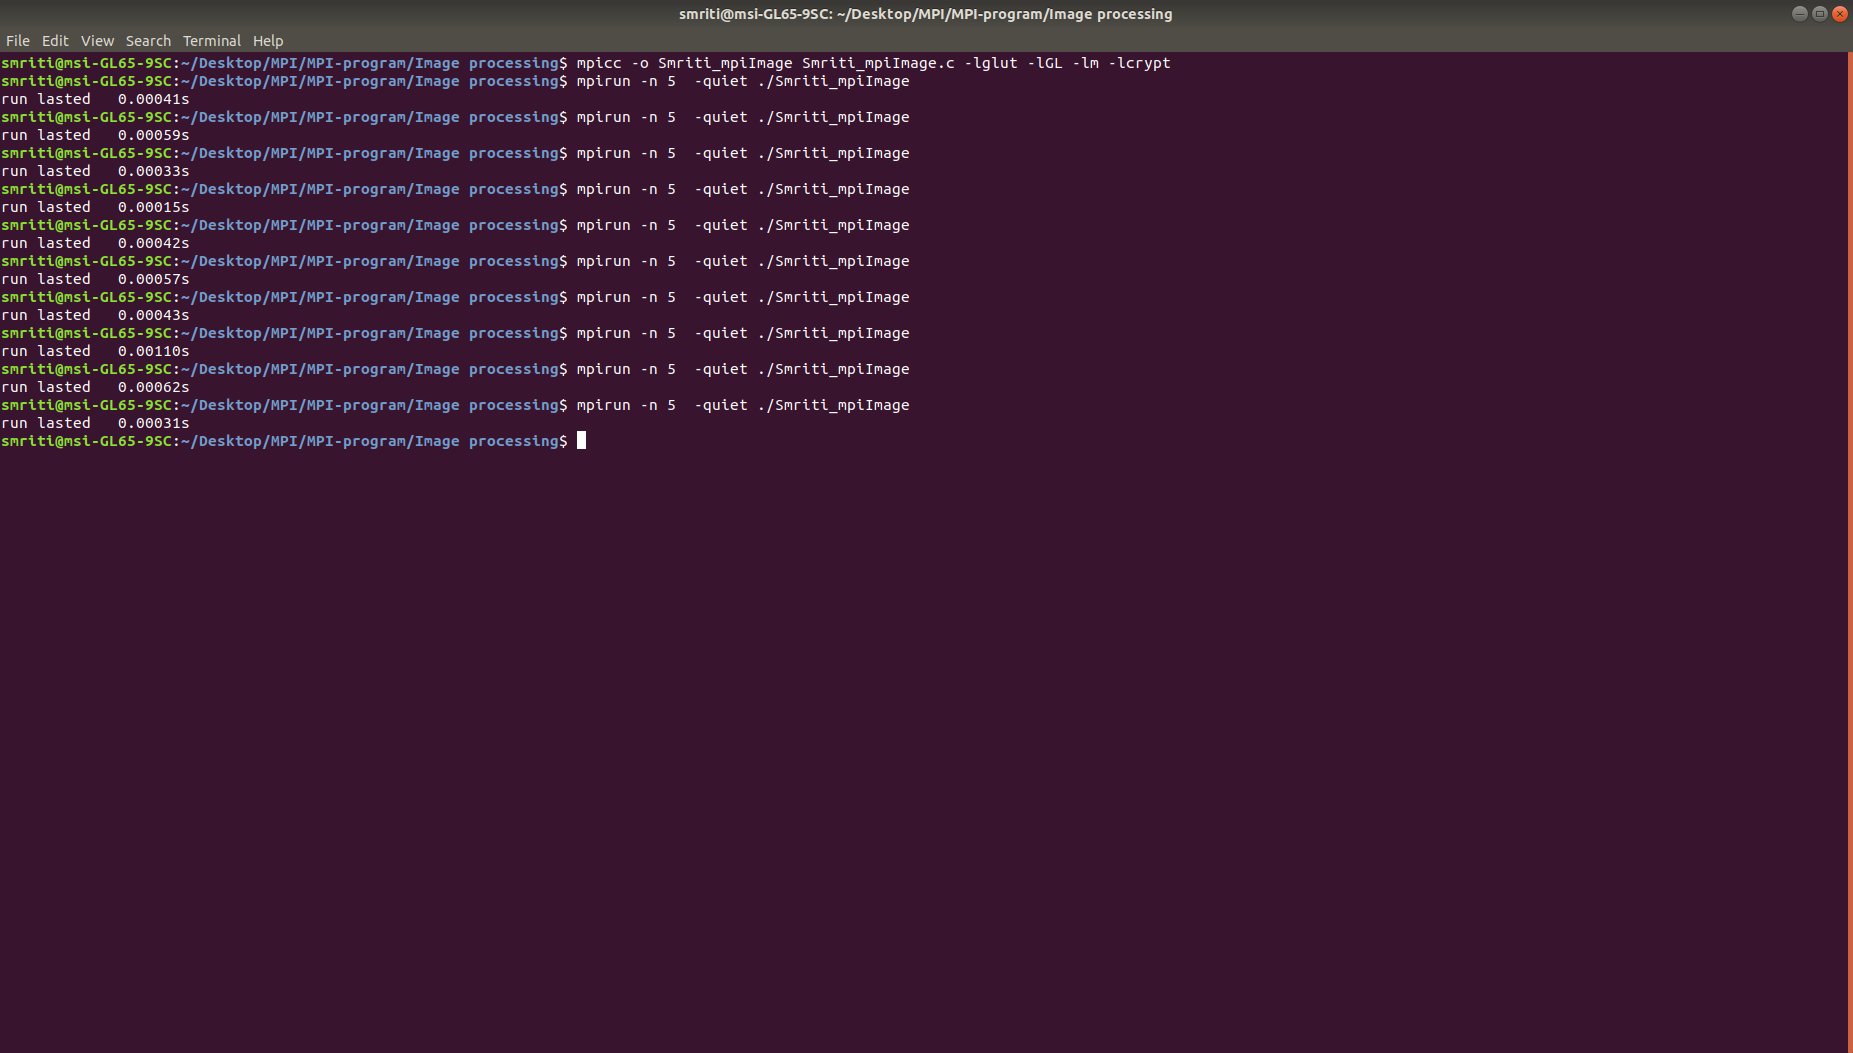 smriti@msi-GL65-9SC: ~/Desktop/MPI/MPI-program/Image processing
File Edit View Search Terminal Help
smriti@msi-GL65-9SC:~/Desktop/MPI/MPI-program/Image processing$ mpicc -o Smriti_mpiImage Smriti_mpiImage.c -lglut -lGL -lm -lcrypt
smriti@msi-GL65-9SC:~/Desktop/MPI/MPI-program/Image processing$ mpirun -n 5  -quiet ./Smriti_mpiImage
run lasted   0.00041s
smriti@msi-GL65-9SC:~/Desktop/MPI/MPI-program/Image processing$ mpirun -n 5  -quiet ./Smriti_mpiImage
run lasted   0.00059s
smriti@msi-GL65-9SC:~/Desktop/MPI/MPI-program/Image processing$ mpirun -n 5  -quiet ./Smriti_mpiImage
run lasted   0.00033s
smriti@msi-GL65-9SC:~/Desktop/MPI/MPI-program/Image processing$ mpirun -n 5  -quiet ./Smriti_mpiImage
run lasted   0.00015s
smriti@msi-GL65-9SC:~/Desktop/MPI/MPI-program/Image processing$ mpirun -n 5  -quiet ./Smriti_mpiImage
run lasted   0.00042s
smriti@msi-GL65-9SC:~/Desktop/MPI/MPI-program/Image processing$ mpirun -n 5  -quiet ./Smriti_mpiImage
run lasted   0.00057s
smriti@msi-GL65-9SC:~/Desktop/MPI/MPI-program/Image processing$ mpirun -n 5  -quiet ./Smriti_mpiImage
run lasted   0.00043s
smriti@msi-GL65-9SC:~/Desktop/MPI/MPI-program/Image processing$ mpirun -n 5  -quiet ./Smriti_mpiImage
run lasted   0.00110s
smriti@msi-GL65-9SC:~/Desktop/MPI/MPI-program/Image processing$ mpirun -n 5  -quiet ./Smriti_mpiImage
run lasted   0.00062s
smriti@msi-GL65-9SC:~/Desktop/MPI/MPI-program/Image processing$ mpirun -n 5  -quiet ./Smriti_mpiImage
run lasted   0.00031s
smriti@msi-GL65-9SC:~/Desktop/MPI/MPI-program/Image processing$